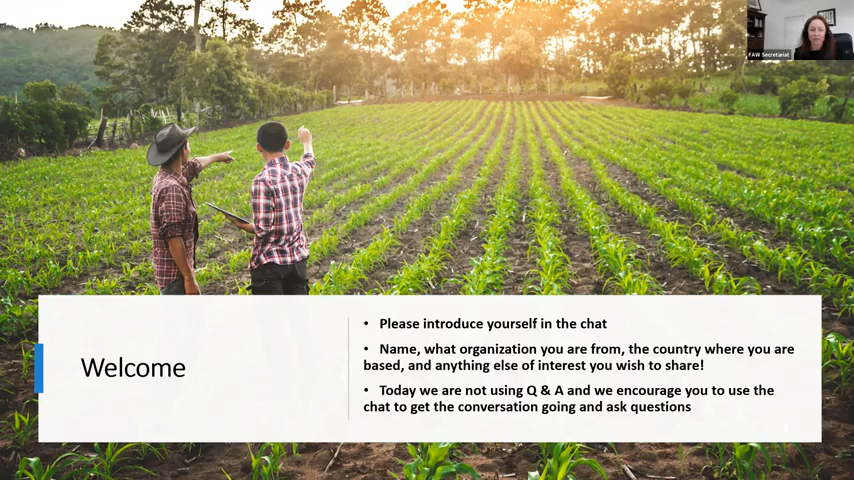 FAW Secretariat
Welcome
• Please introduce yourself in the chat
• Name, what organization you are from, the country where you are
based, and anything else of interest you wish to share!
• Today we are not using Q & A and we encourage you to use the
chat to get the conversation going and ask questions